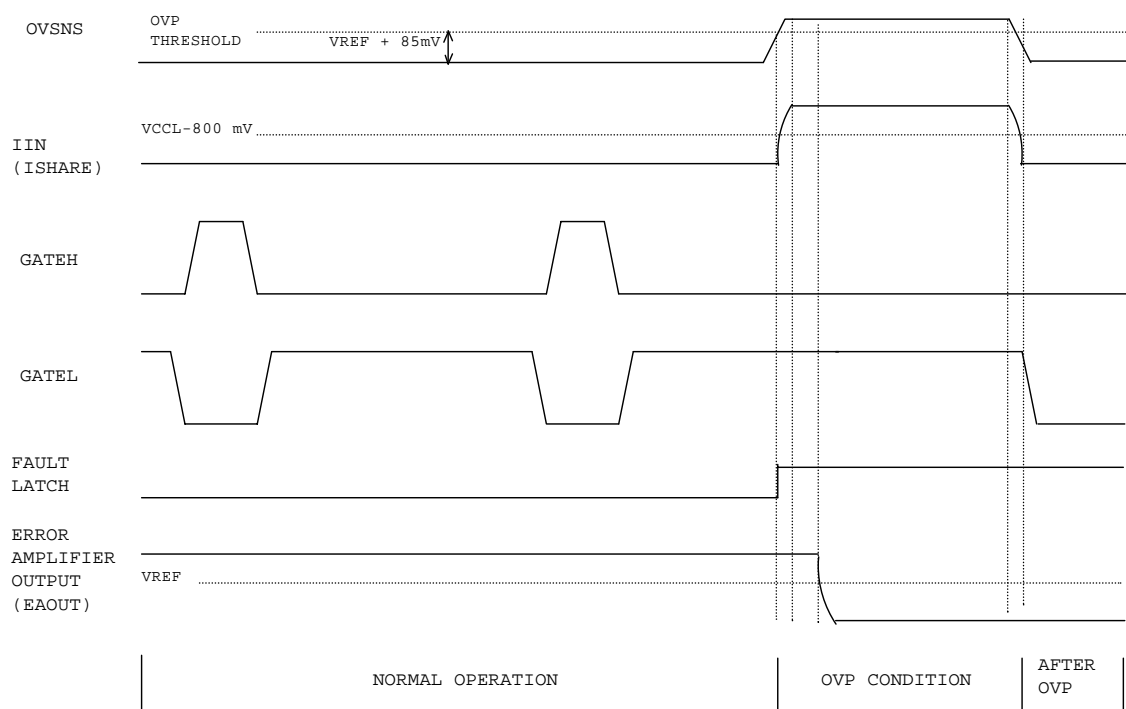 OVSNS
OVP
THRESHOLD
VREF + 85mV
VCCL-800 mV
IIN
(ISHARE)
GATEH
GATEL
FAULT
LATCH
ERROR
AMPLIFIER
OUTPUT
(EAOUT)
VREF
NORMAL OPERATION
OVP CONDITION
AFTER
OVP